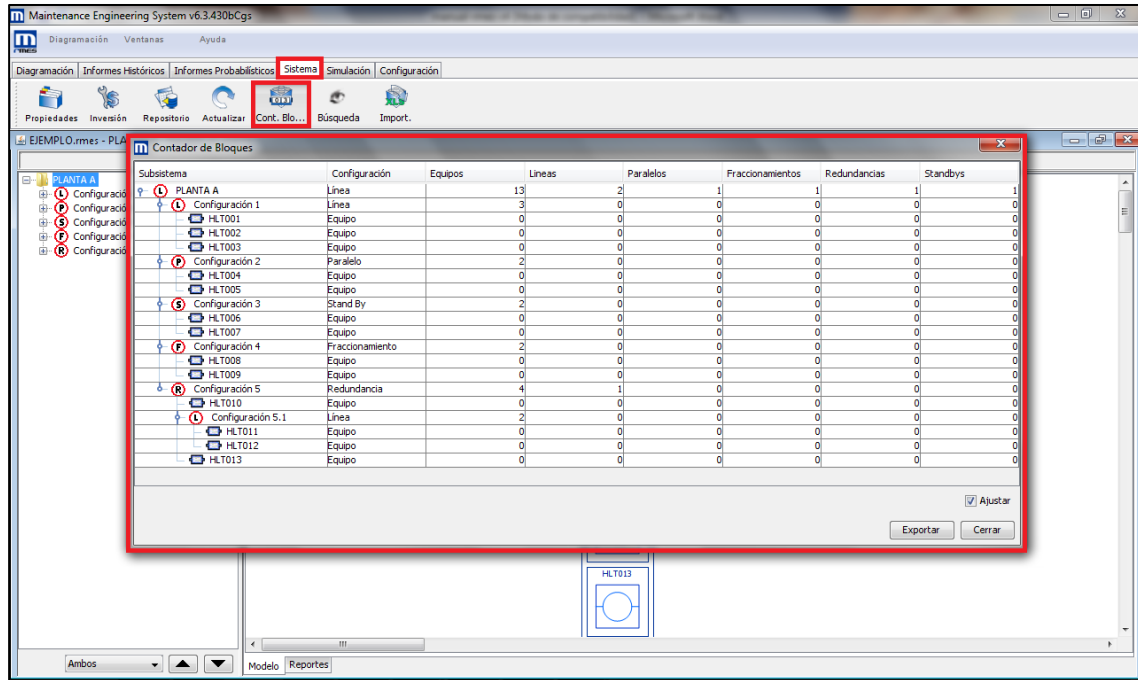 Maintenance Engineering System v6.3.430bCgs
Diagramación Ventanas Ayuda
Diagramación Informes Históricos Informes Probabilísticos Sistema Simulación Configuración
Propiedades Inversión Repositorio Actualizar Cont. Blo... Búsqueda Import.
EJEMPLO.rmes - PLA
PLANTA A
L Configuració
P Configuració
S Configuració
F Configuració
R Configuració
Contador de Bloques
Subsistema Configuración Equipos Lineas Paralelos Fraccionamientos Redundancias Standbys
L PLANTA A Línea 13 2 1 1 1 1
L Configuración 1 Línea 3 0 0 0 0 0
HLT001 Equipo 0 0 0 0 0 0
HLT002 Equipo 0 0 0 0 0 0
HLT003 Equipo 0 0 0 0 0 0
P Configuración 2 Paralelo 2 0 0 0 0 0
HLT004 Equipo 0 0 0 0 0 0
HLT005 Equipo 0 0 0 0 0 0
S Configuración 3 Stand By 2 0 0 0 0 0
HLT006 Equipo 0 0 0 0 0 0
HLT007 Equipo 0 0 0 0 0 0
F Configuración 4 Fraccionamiento 2 0 0 0 0 0
HLT008 Equipo 0 0 0 0 0 0
HLT009 Equipo 0 0 0 0 0 0
R Configuración 5 Redundancia 4 1 0 0 0 0
HLT010 Equipo 0 0 0 0 0 0
L Configuración 5.1 Línea 2 0 0 0 0 0
HLT011 Equipo 0 0 0 0 0 0
HLT012 Equipo 0 0 0 0 0 0
HLT013 Equipo 0 0 0 0 0 0
Ajustar
Exportar Cerrar
HLT013
Ambos
Modelo Reportes